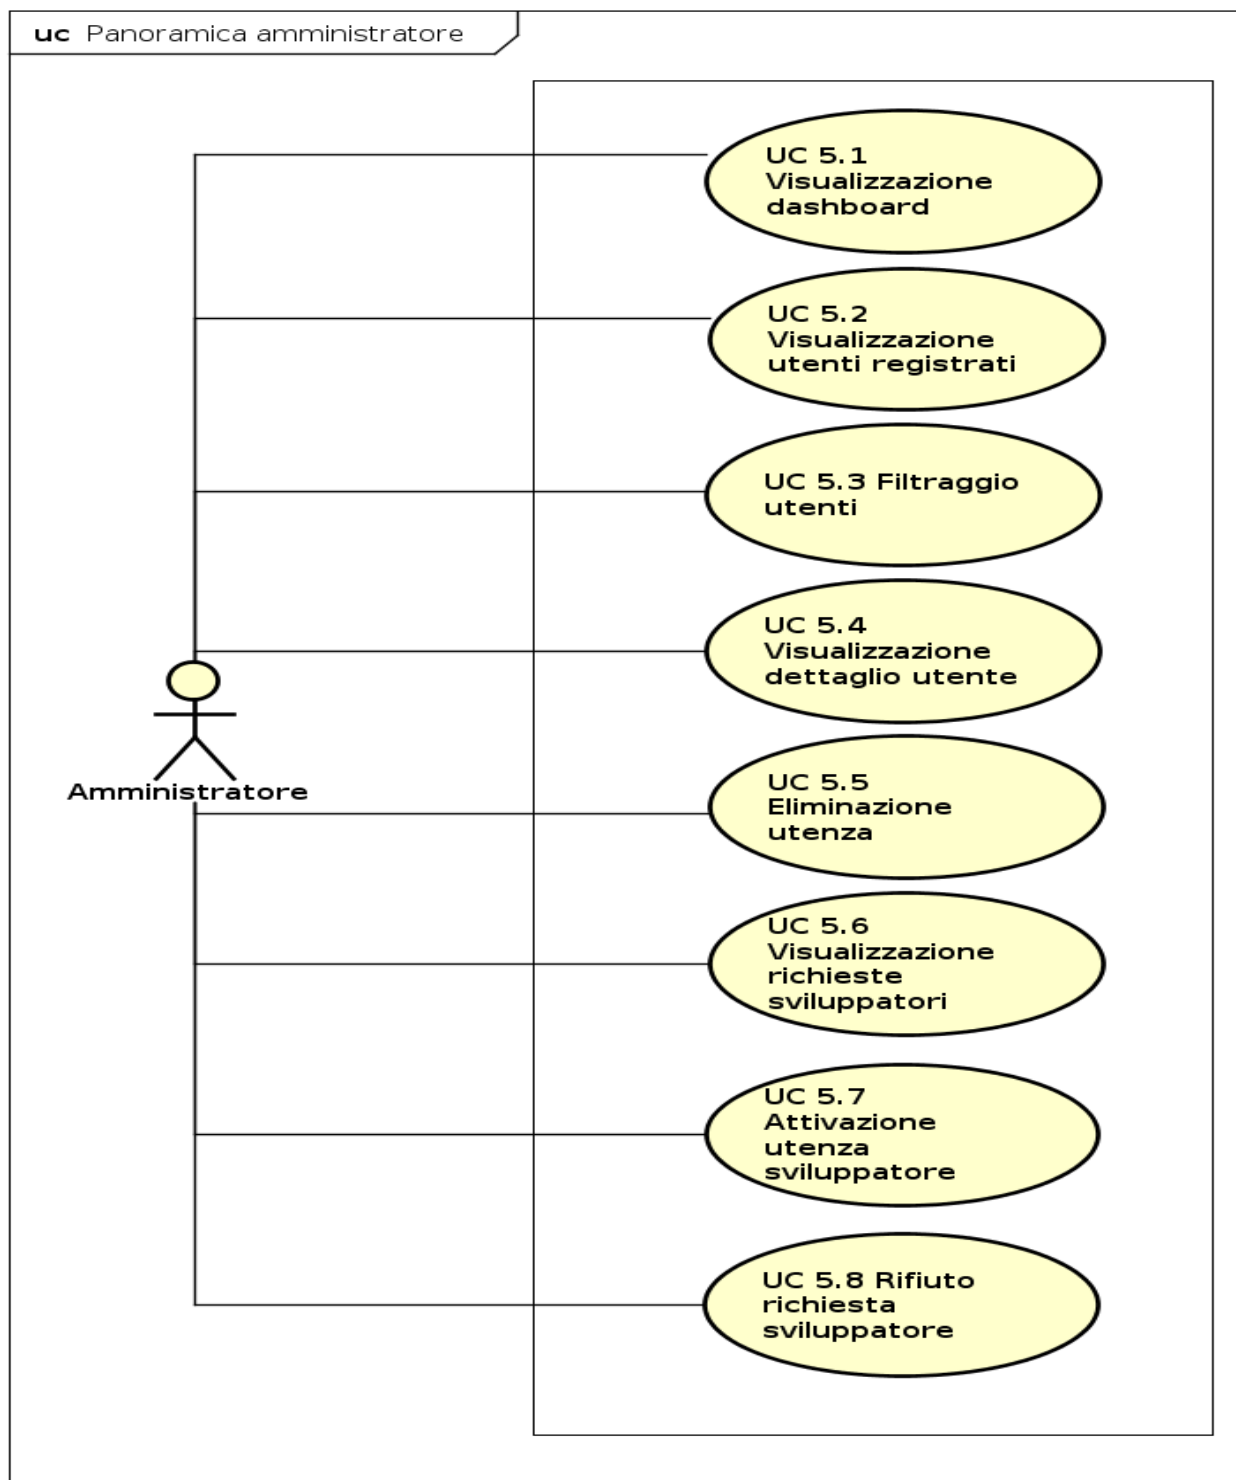 uc Panoramica amministratore
UC 5.1
Visualizzazione
dashboard
UC 5.2
Visualizzazione
utenti registrati
UC 5.3 Filtraggio
utenti
UC 5.4
Visualizzazione
dettaglio utente
Amministratore
UC 5.5
Eliminazione
utenza
UC 5.6
Visualizzazione
richieste
sviluppatori
UC 5.7
Attivazione
utenza
sviluppatore
UC 5.8 Rifiuto
richiesta
sviluppatore